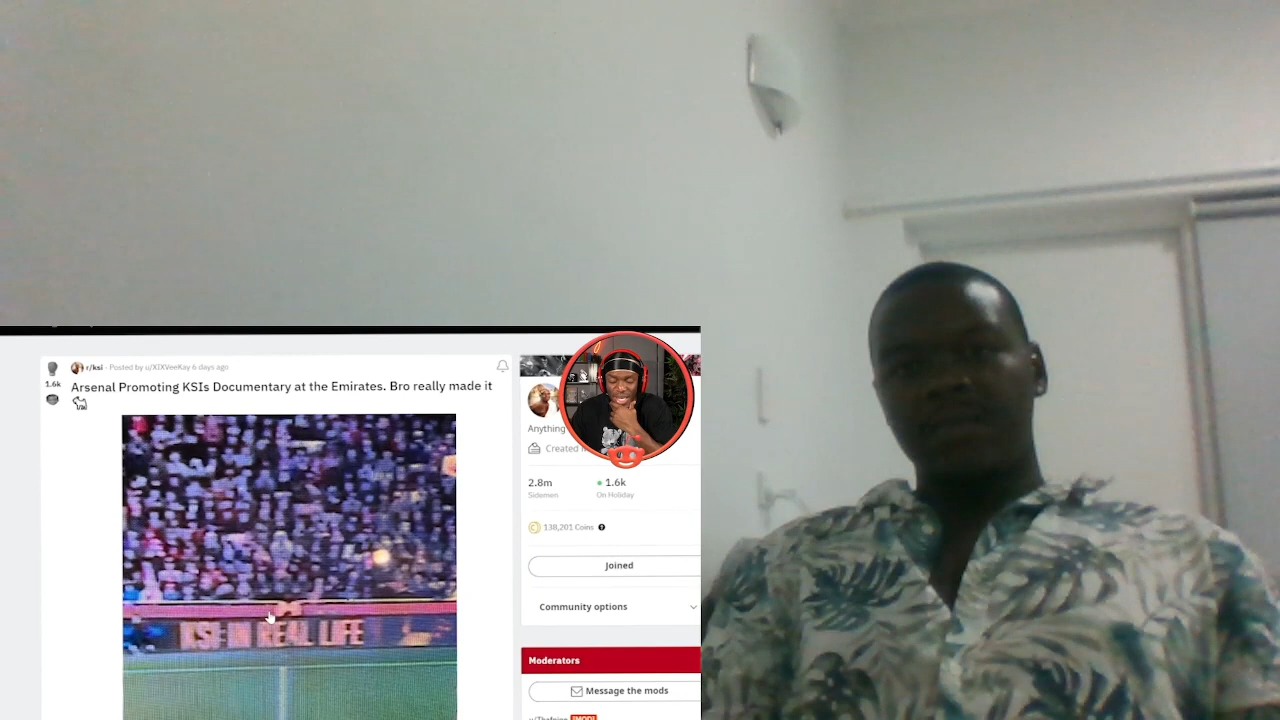 r/ksi · Posted by u/XIXVeeKay 6 days ago
1.6k
Arsenal Promoting KSIs Documentary at the Emirates. Bro really made it
KSI: IN REAL LIFE
Anything
Created
2.8m
1.6k
Sidemen
On Holiday
138,201 Coins
Joined
Community options
Moderators
Message the mods
MOD